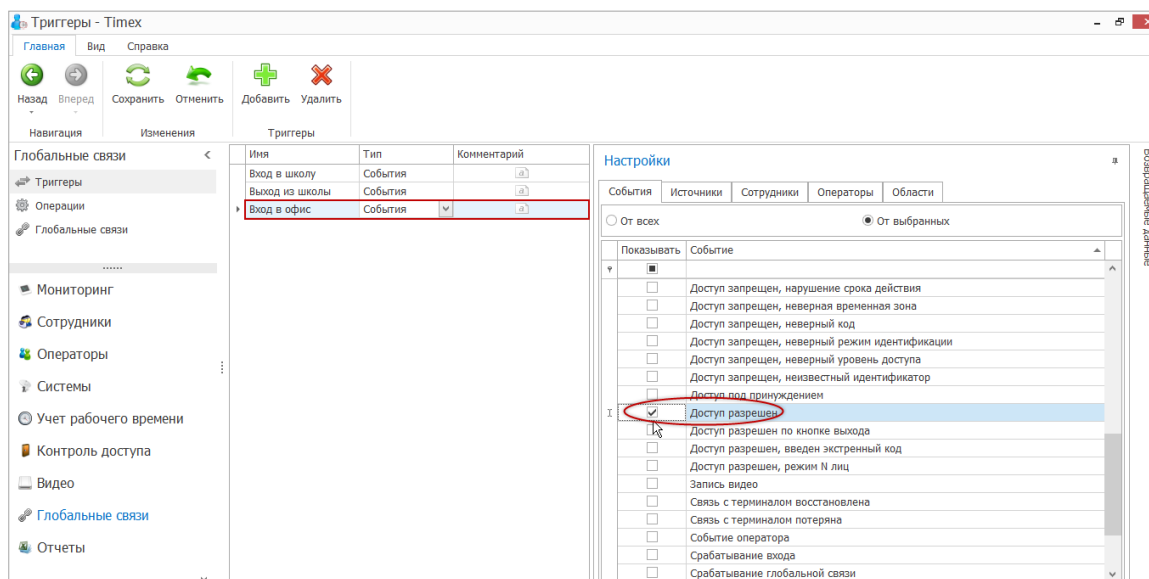 Триггеры - Timex
Главная Вид Справка
Назад Вперед Сохранить Отменить Добавить Удалить
Навигация Изменения Триггеры
Глобальные связи
Триггеры
Операции
Глобальные связи
Мониторинг
Сотрудники
Операторы
Системы
Учет рабочего времени
Контроль доступа
Видео
Глобальные связи
Отчеты
Имя Тип Комментарий
Вход в школу События a
Выход из школы События a
Вход в офис События a
Настройки
События Источники Сотрудники Операторы Области
От всех От выбранных
Показывать Событие
Доступ запрещен, нарушение срока действия
Доступ запрещен, неверная временная зона
Доступ запрещен, неверный код
Доступ запрещен, неверный режим идентификации
Доступ запрещен, неверный уровень доступа
Доступ запрещен, неизвестный идентификатор
Доступ под принуждением
Доступ разрешен
Доступ разрешен по кнопке выхода
Доступ разрешен, введен экстренный код
Доступ разрешен, режим N лиц
Запись видео
Связь с терминалом восстановлена
Связь с терминалом потеряна
Событие оператора
Срабатывание входа
Срабатывание глобальной связи
Возвращаемые данные